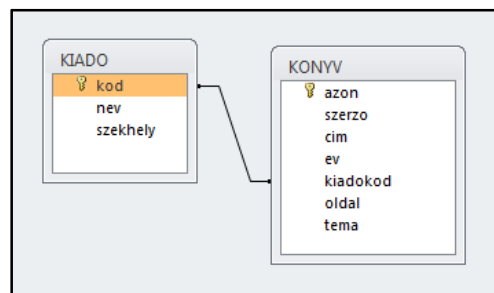 KIADO
kod
nev
szekhely
KONYV
azon
szerzo
cim
ev
kiadokod
oldal
tema